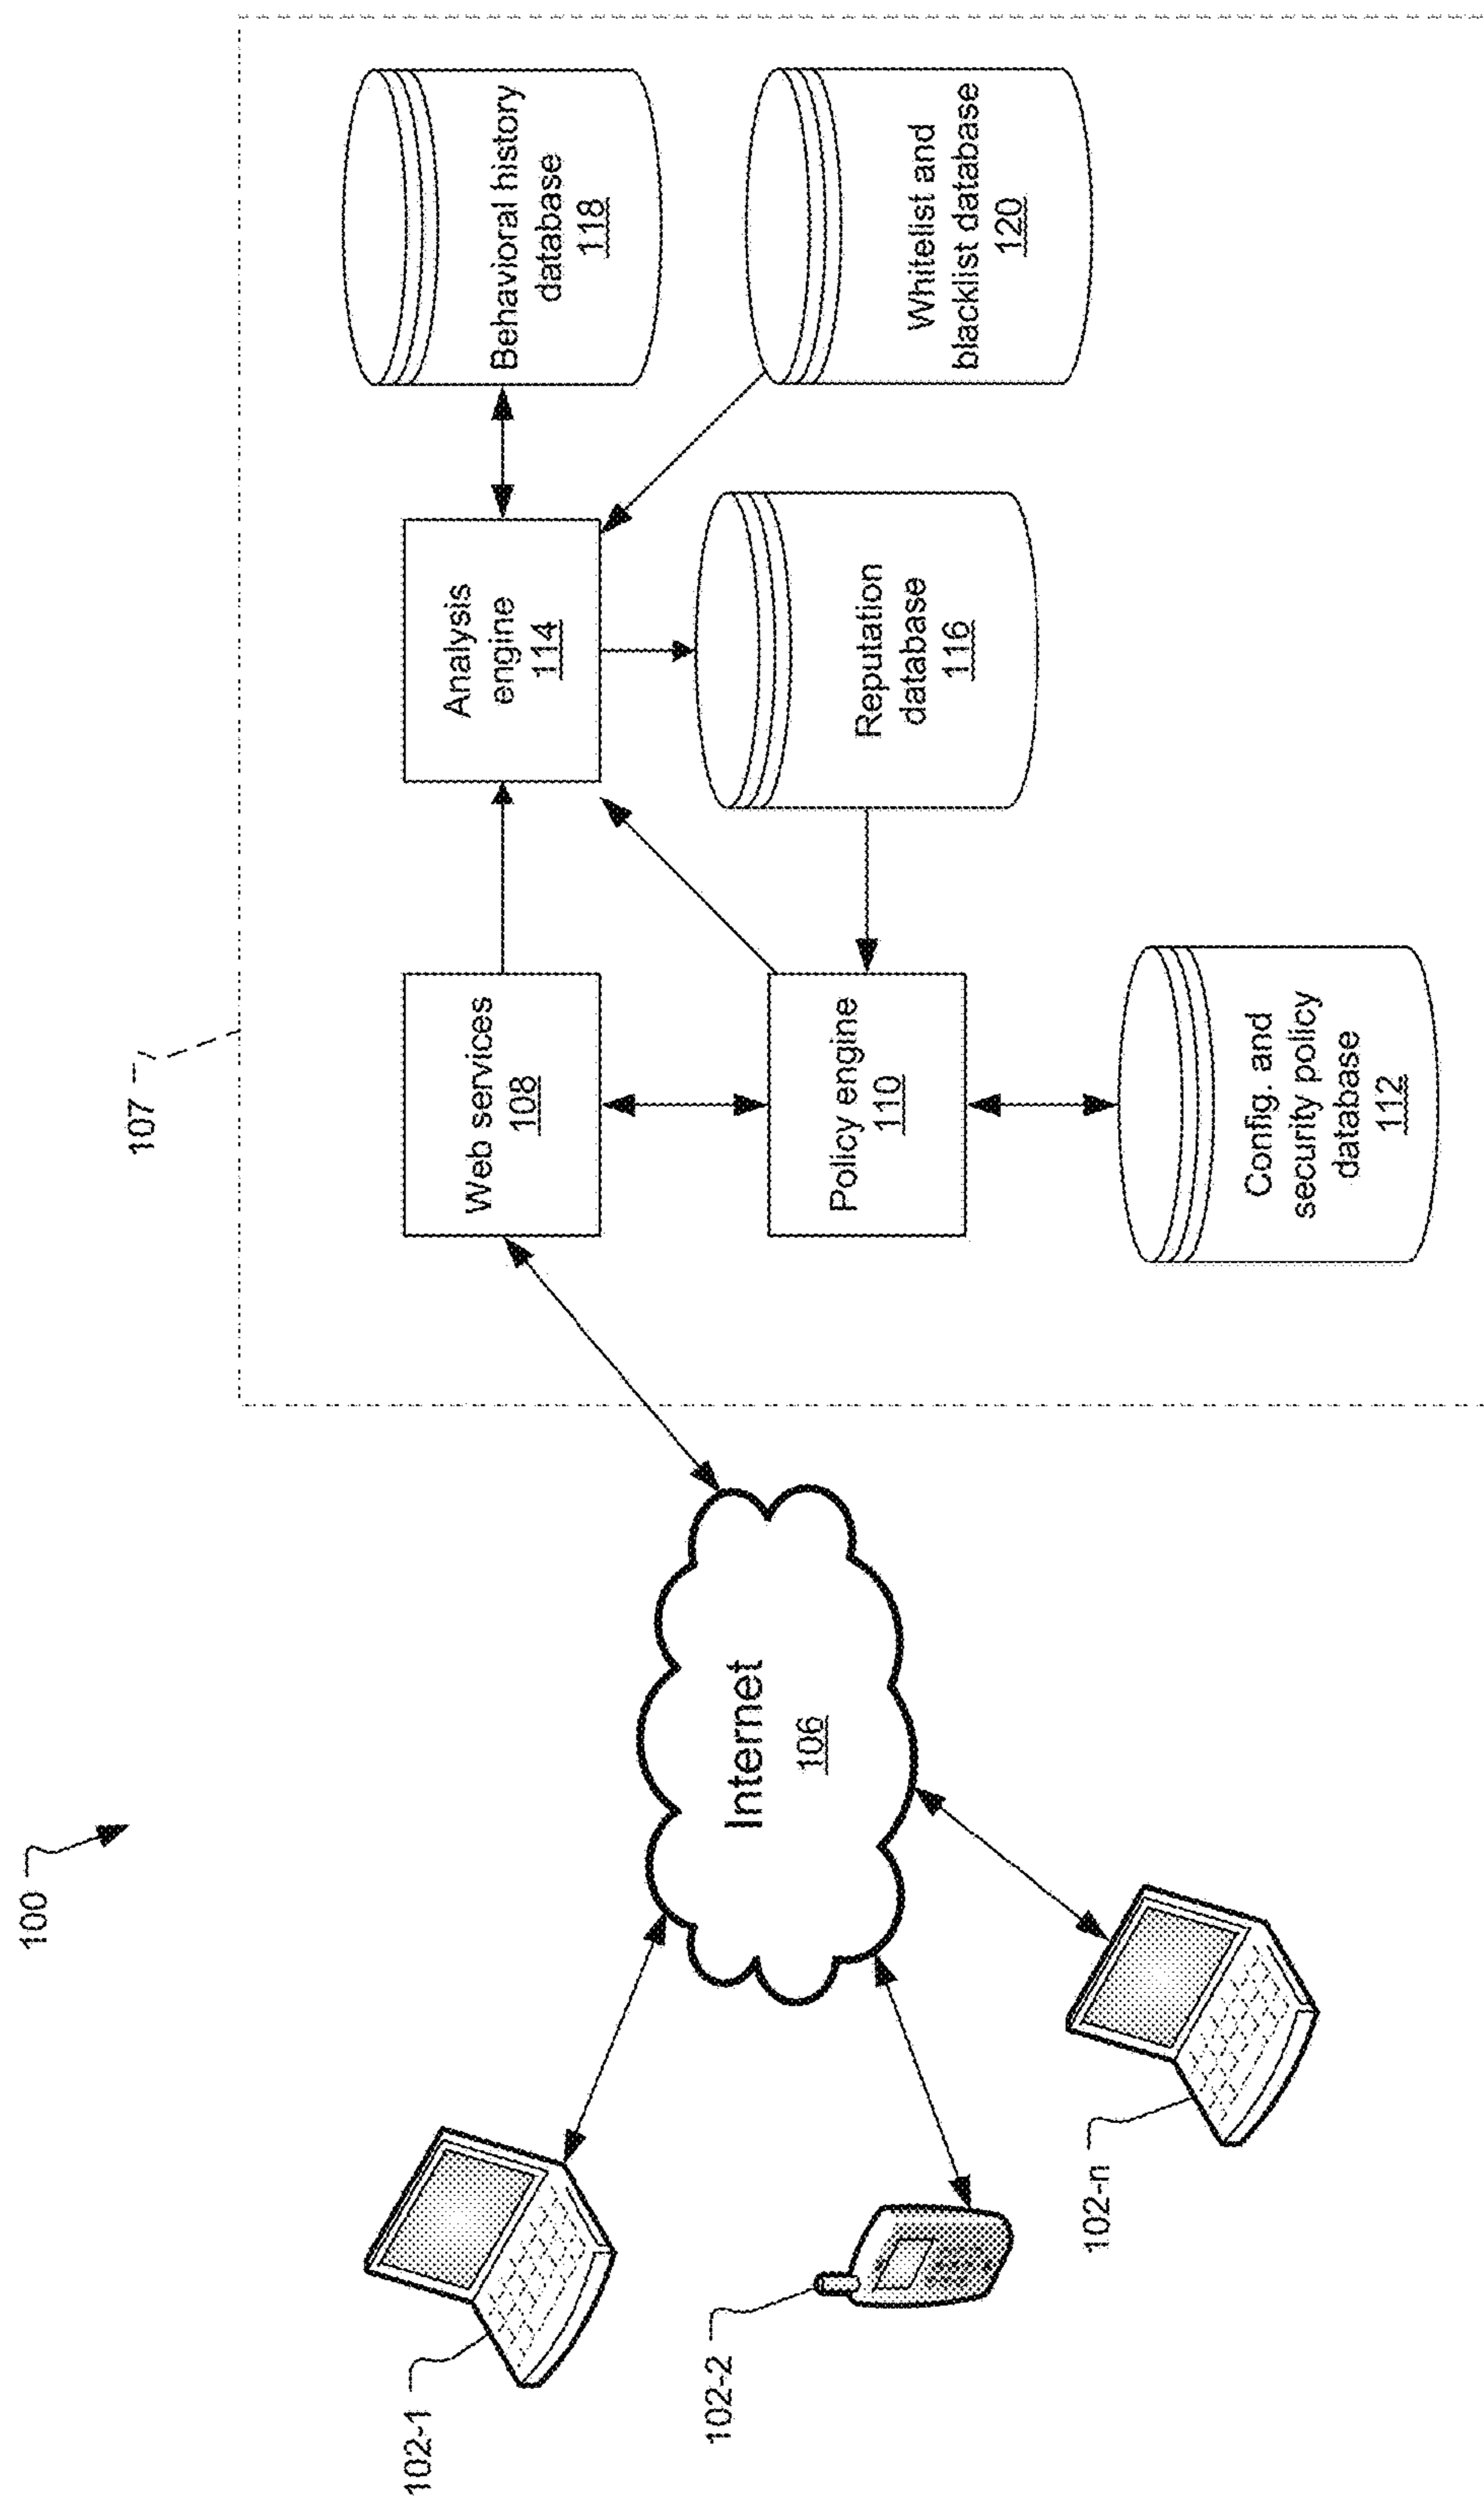 100
107
102-1
102-2
102-n
Internet
106
Web services
108
Policy engine
110
Config. and
security policy
database
112
Analysis
engine
114
Reputation
database
116
Behavioral history
database
118
Whitelist and
blacklist database
120